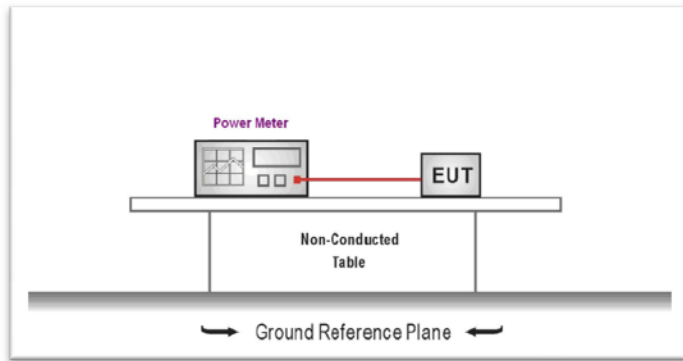 Power Meter
EUT
Non-Conducted
Table
Ground Reference Plane